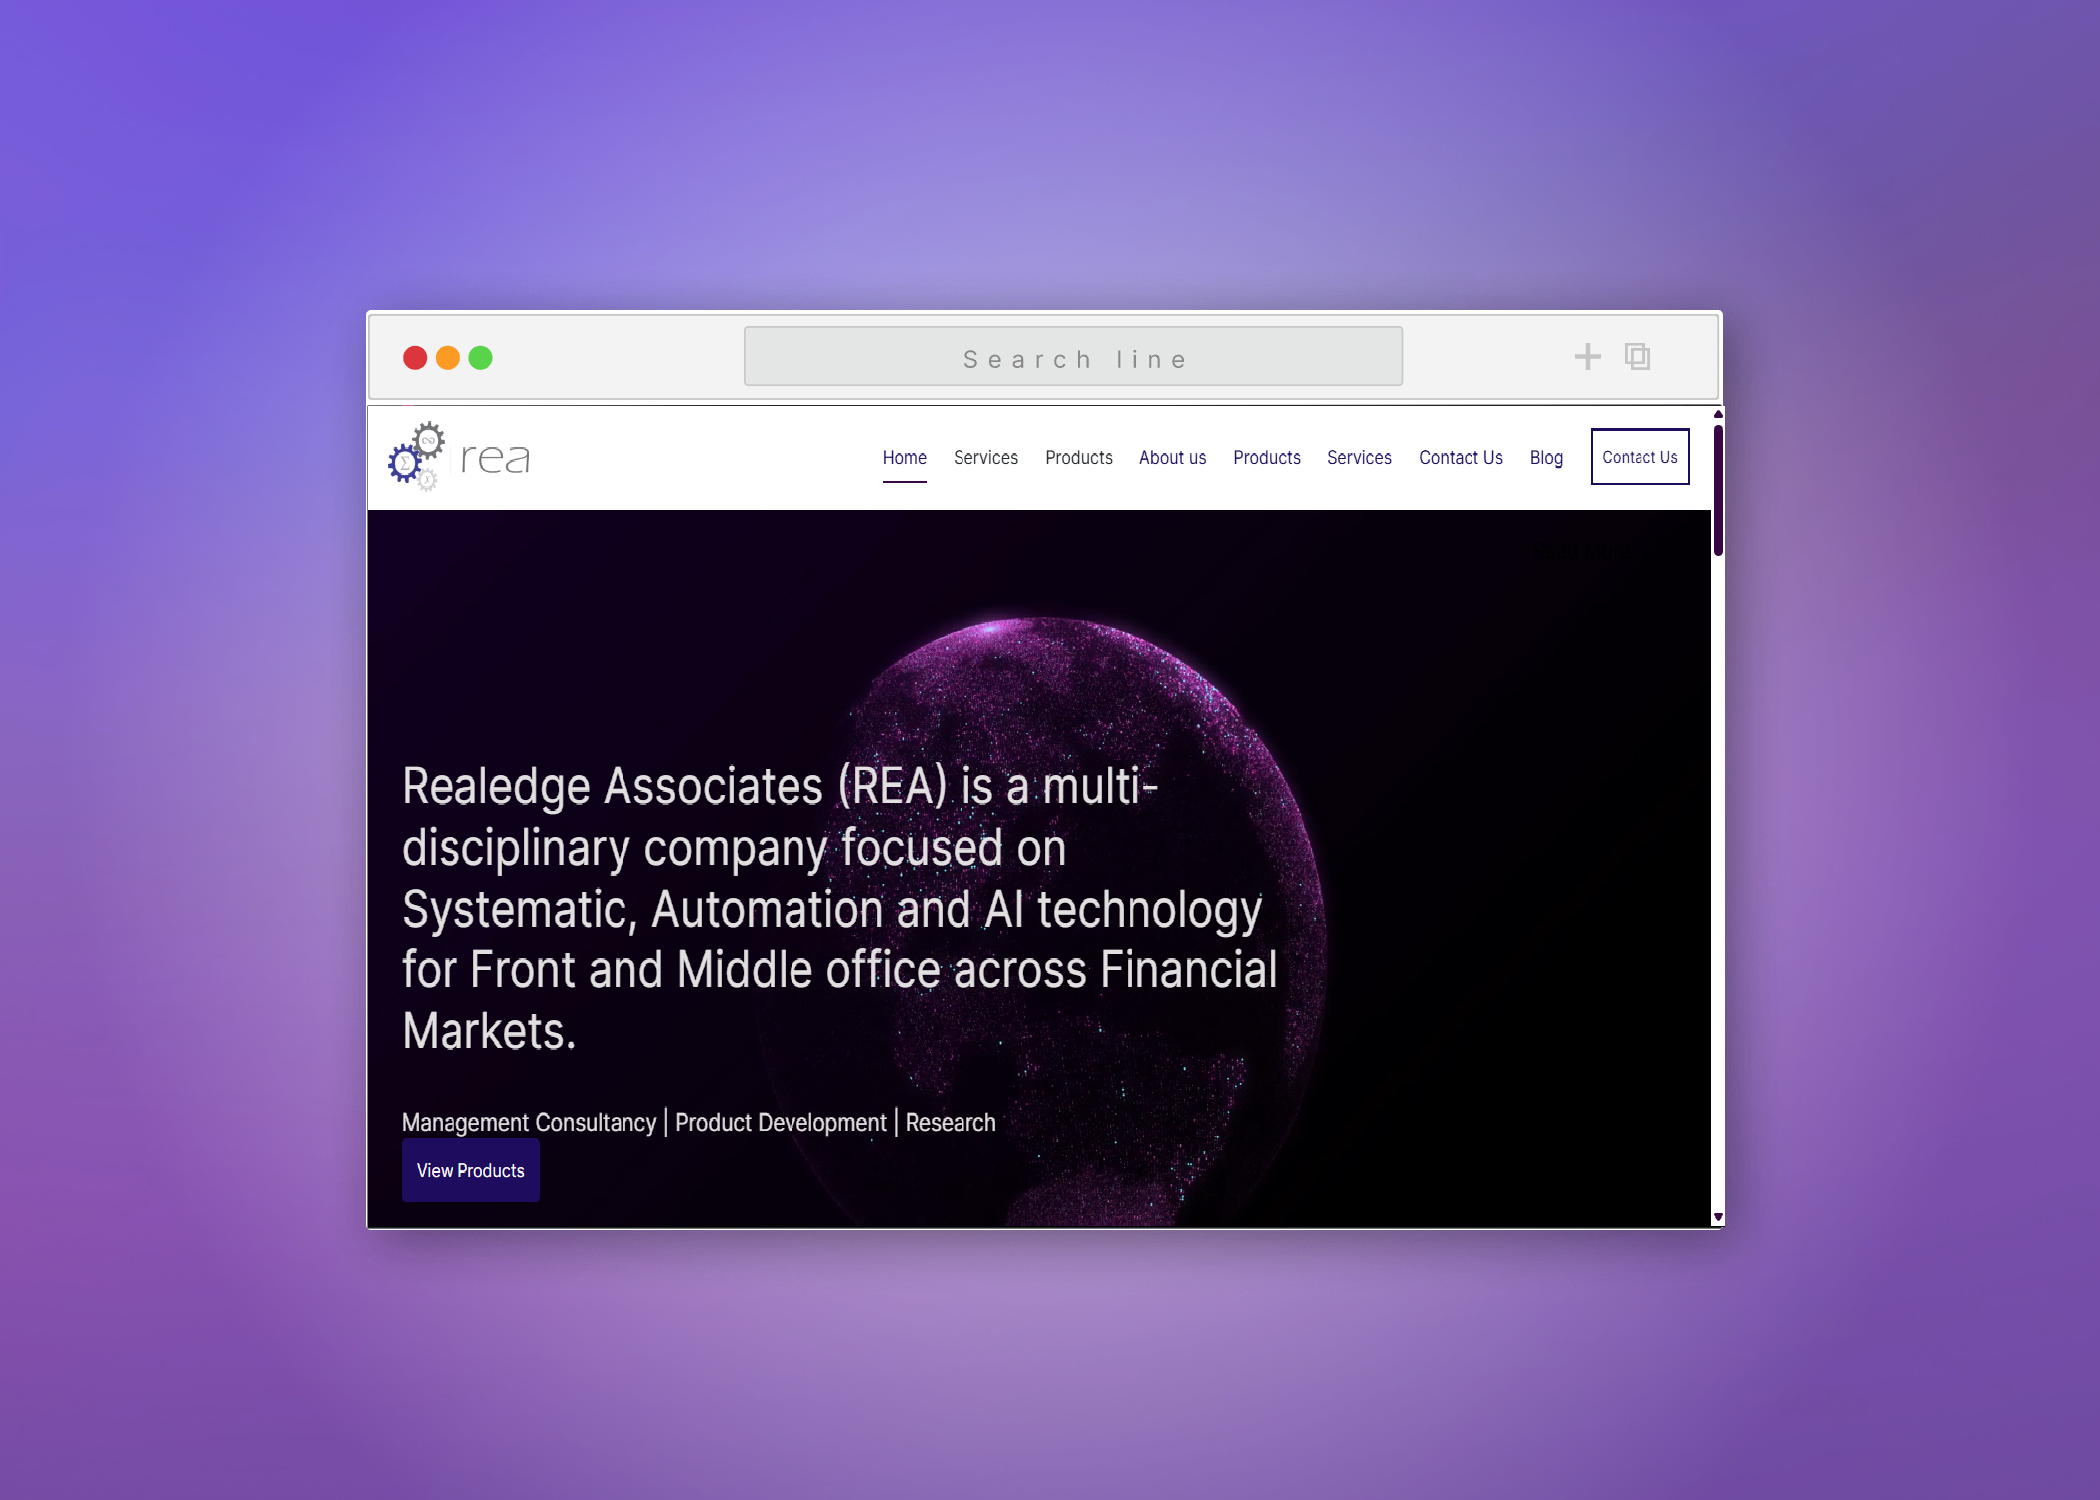 Search line
rea
Home Services Products About us Products Services Contact Us Blog Contact Us
Realedge Associates (REA) is a multi-
disciplinary company focused on
Systematic, Automation and AI technology
for Front and Middle office across Financial
Markets.
Management Consultancy | Product Development | Research
View Products